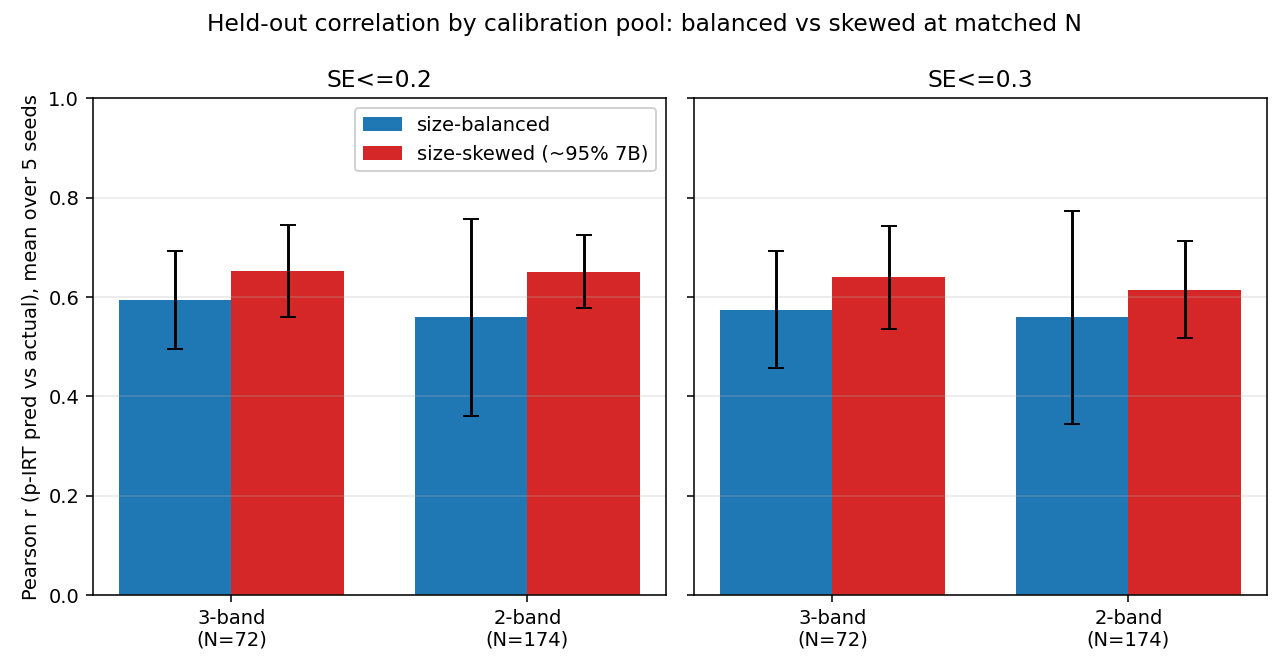 Held-out correlation by calibration pool: balanced vs skewed at matched N
SE<=0.2
SE<=0.3
Pearson r (p-IRT pred vs actual), mean over 5 seeds
1.0
0.8
0.6
0.4
0.2
0.0
size-balanced
size-skewed (~95% 7B)
3-band
(N=72)
2-band
(N=174)
3-band
(N=72)
2-band
(N=174)